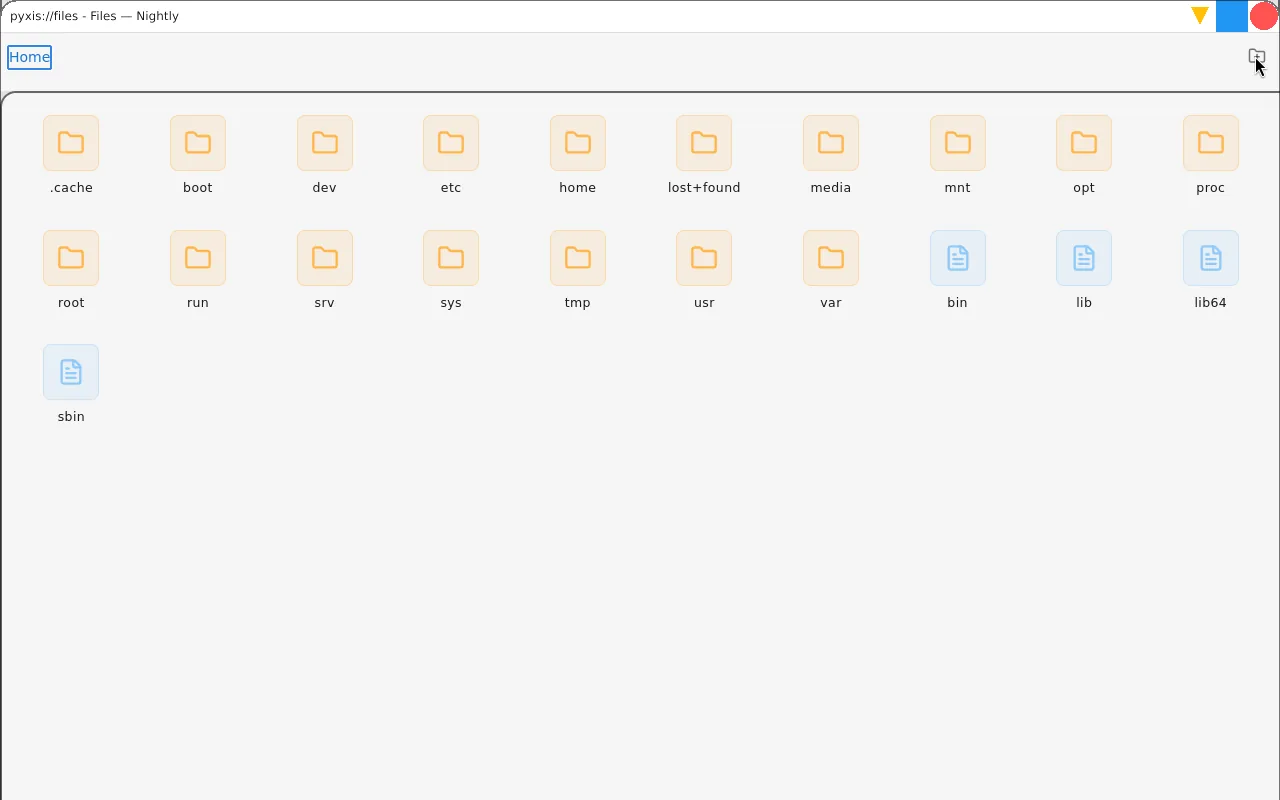 pyxis://files - Files — Nightly
Home
.cache boot dev etc home lost+found media mnt opt proc
root run srv sys tmp usr var bin lib lib64
sbin